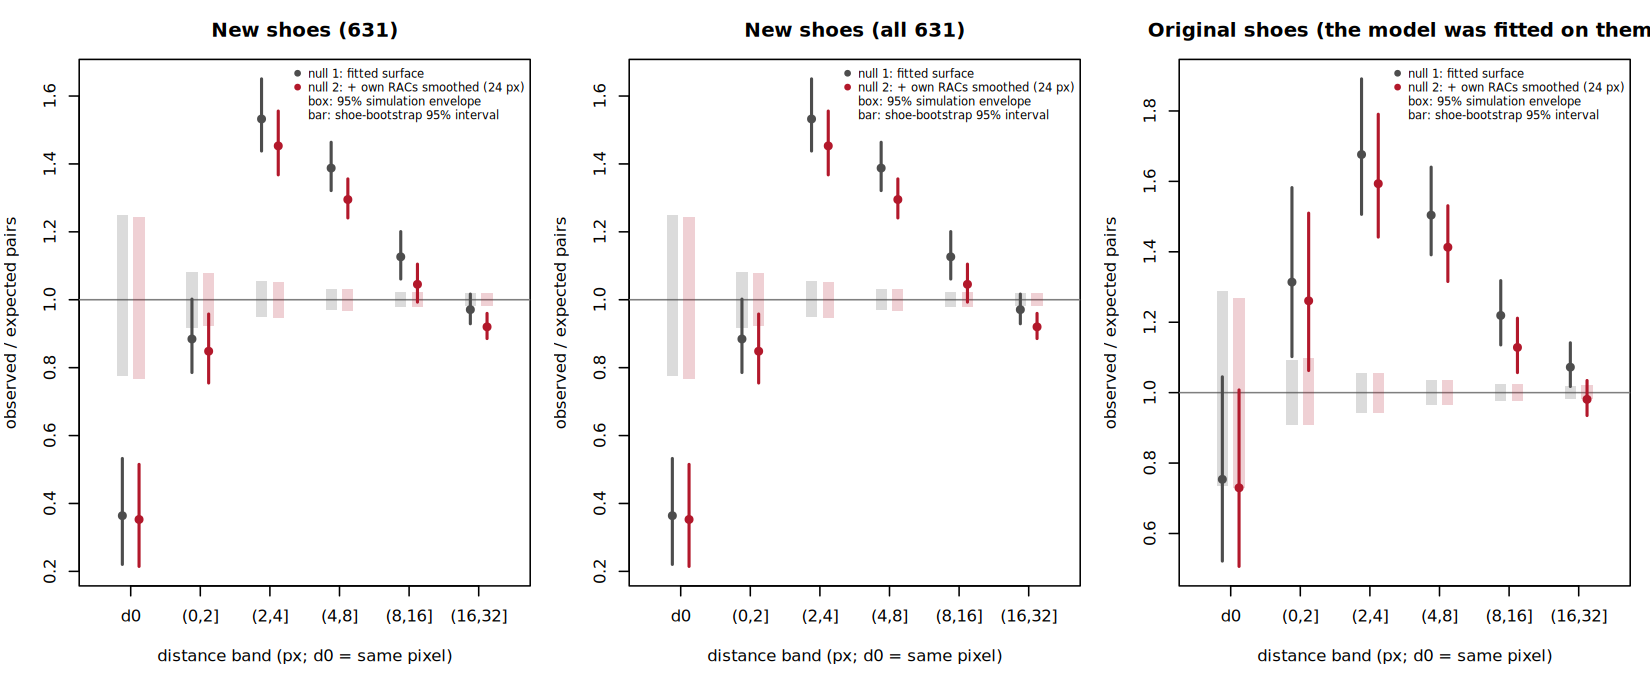 New shoes (631)
null 1: fitted surface
null 2: + own RACs smoothed (24 px)
box: 95% simulation envelope
bar: shoe-bootstrap 95% interval
observed / expected pairs
1.6
1.4
1.2
1.0
0.8
0.6
0.4
0.2
d0 (0,2] (2,4] (4,8] (8,16] (16,32]
distance band (px; d0 = same pixel)
New shoes (all 631)
null 1: fitted surface
null 2: + own RACs smoothed (24 px)
box: 95% simulation envelope
bar: shoe-bootstrap 95% interval
observed / expected pairs
1.6
1.4
1.2
1.0
0.8
0.6
0.4
0.2
d0 (0,2] (2,4] (4,8] (8,16] (16,32]
distance band (px; d0 = same pixel)
Original shoes (the model was fitted on them
null 1: fitted surface
null 2: + own RACs smoothed (24 px)
box: 95% simulation envelope
bar: shoe-bootstrap 95% interval
observed / expected pairs
1.8
1.6
1.4
1.2
1.0
0.8
0.6
d0 (0,2] (2,4] (4,8] (8,16] (16,32]
distance band (px; d0 = same pixel)